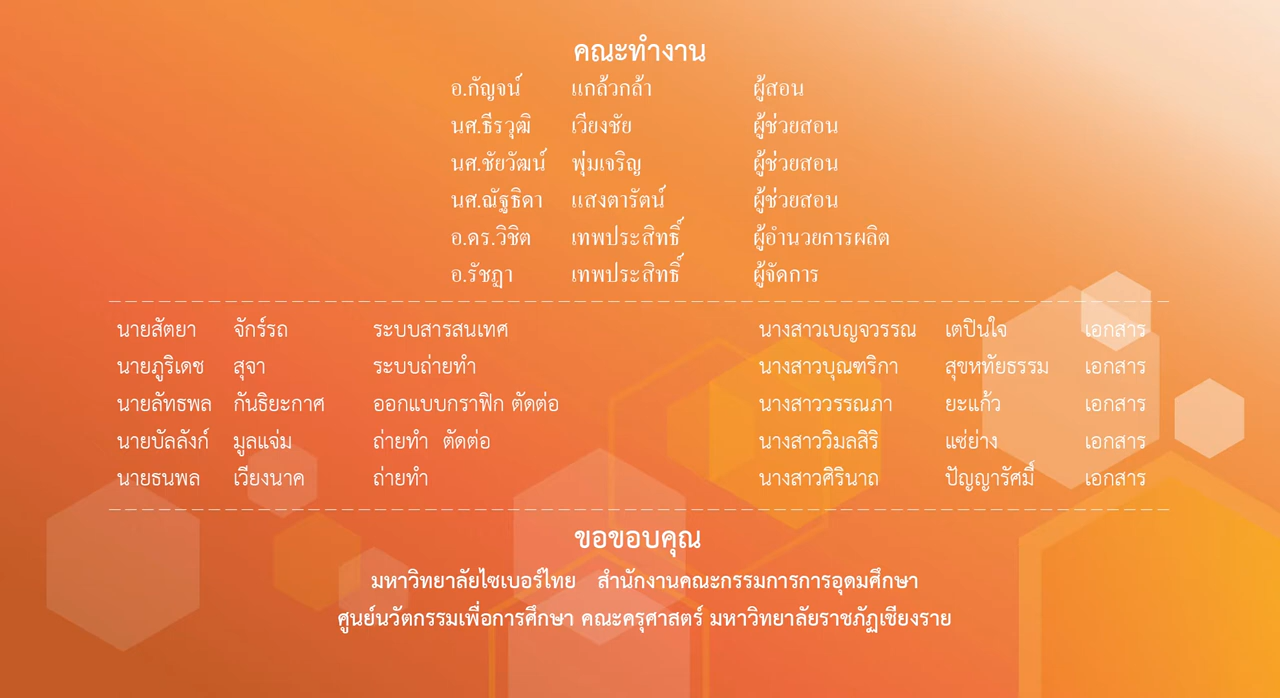 คณะทำงาน
อ.กัญจน์ แกล้วกล้า ผู้สอน
นศ.ธีรวุฒิ เวียงชัย ผู้ช่วยสอน
นศ.ชัยวัฒน์ พุ่มเจริญ ผู้ช่วยสอน
นศ.ณัฐธิดา แสงดารัตน์ ผู้ช่วยสอน
อ.ดร.วิชิต เทพประสิทธิ์ ผู้อำนวยการผลิต
อ.รัชฎา เทพประสิทธิ์ ผู้จัดการ
นายสัตยา จักร์รถ ระบบสารสนเทศ นางสาวเบญจวรรณ เตปินใจ เอกสาร
นายภูริเดช สุจา ระบบถ่ายทำ นางสาวบุณฑริกา สุขหทัยธรรม เอกสาร
นายลัทธพล กันธิยะกาศ ออกแบบกราฟิก ตัดต่อ นางสาววรรณภา ยะแก้ว เอกสาร
นายบัลลังก์ มูลแจ่ม ถ่ายทำ ตัดต่อ นางสาววิมลสิริ แซ่ย่าง เอกสาร
นายธนพล เวียงนาค ถ่ายทำ นางสาวศิรินาถ ปัญญารัศมิ์ เอกสาร
ขอขอบคุณ
มหาวิทยาลัยไซเบอร์ไทย สำนักงานคณะกรรมการการอุดมศึกษา
ศูนย์นวัตกรรมเพื่อการศึกษา คณะครุศาสตร์ มหาวิทยาลัยราชภัฏเชียงราย